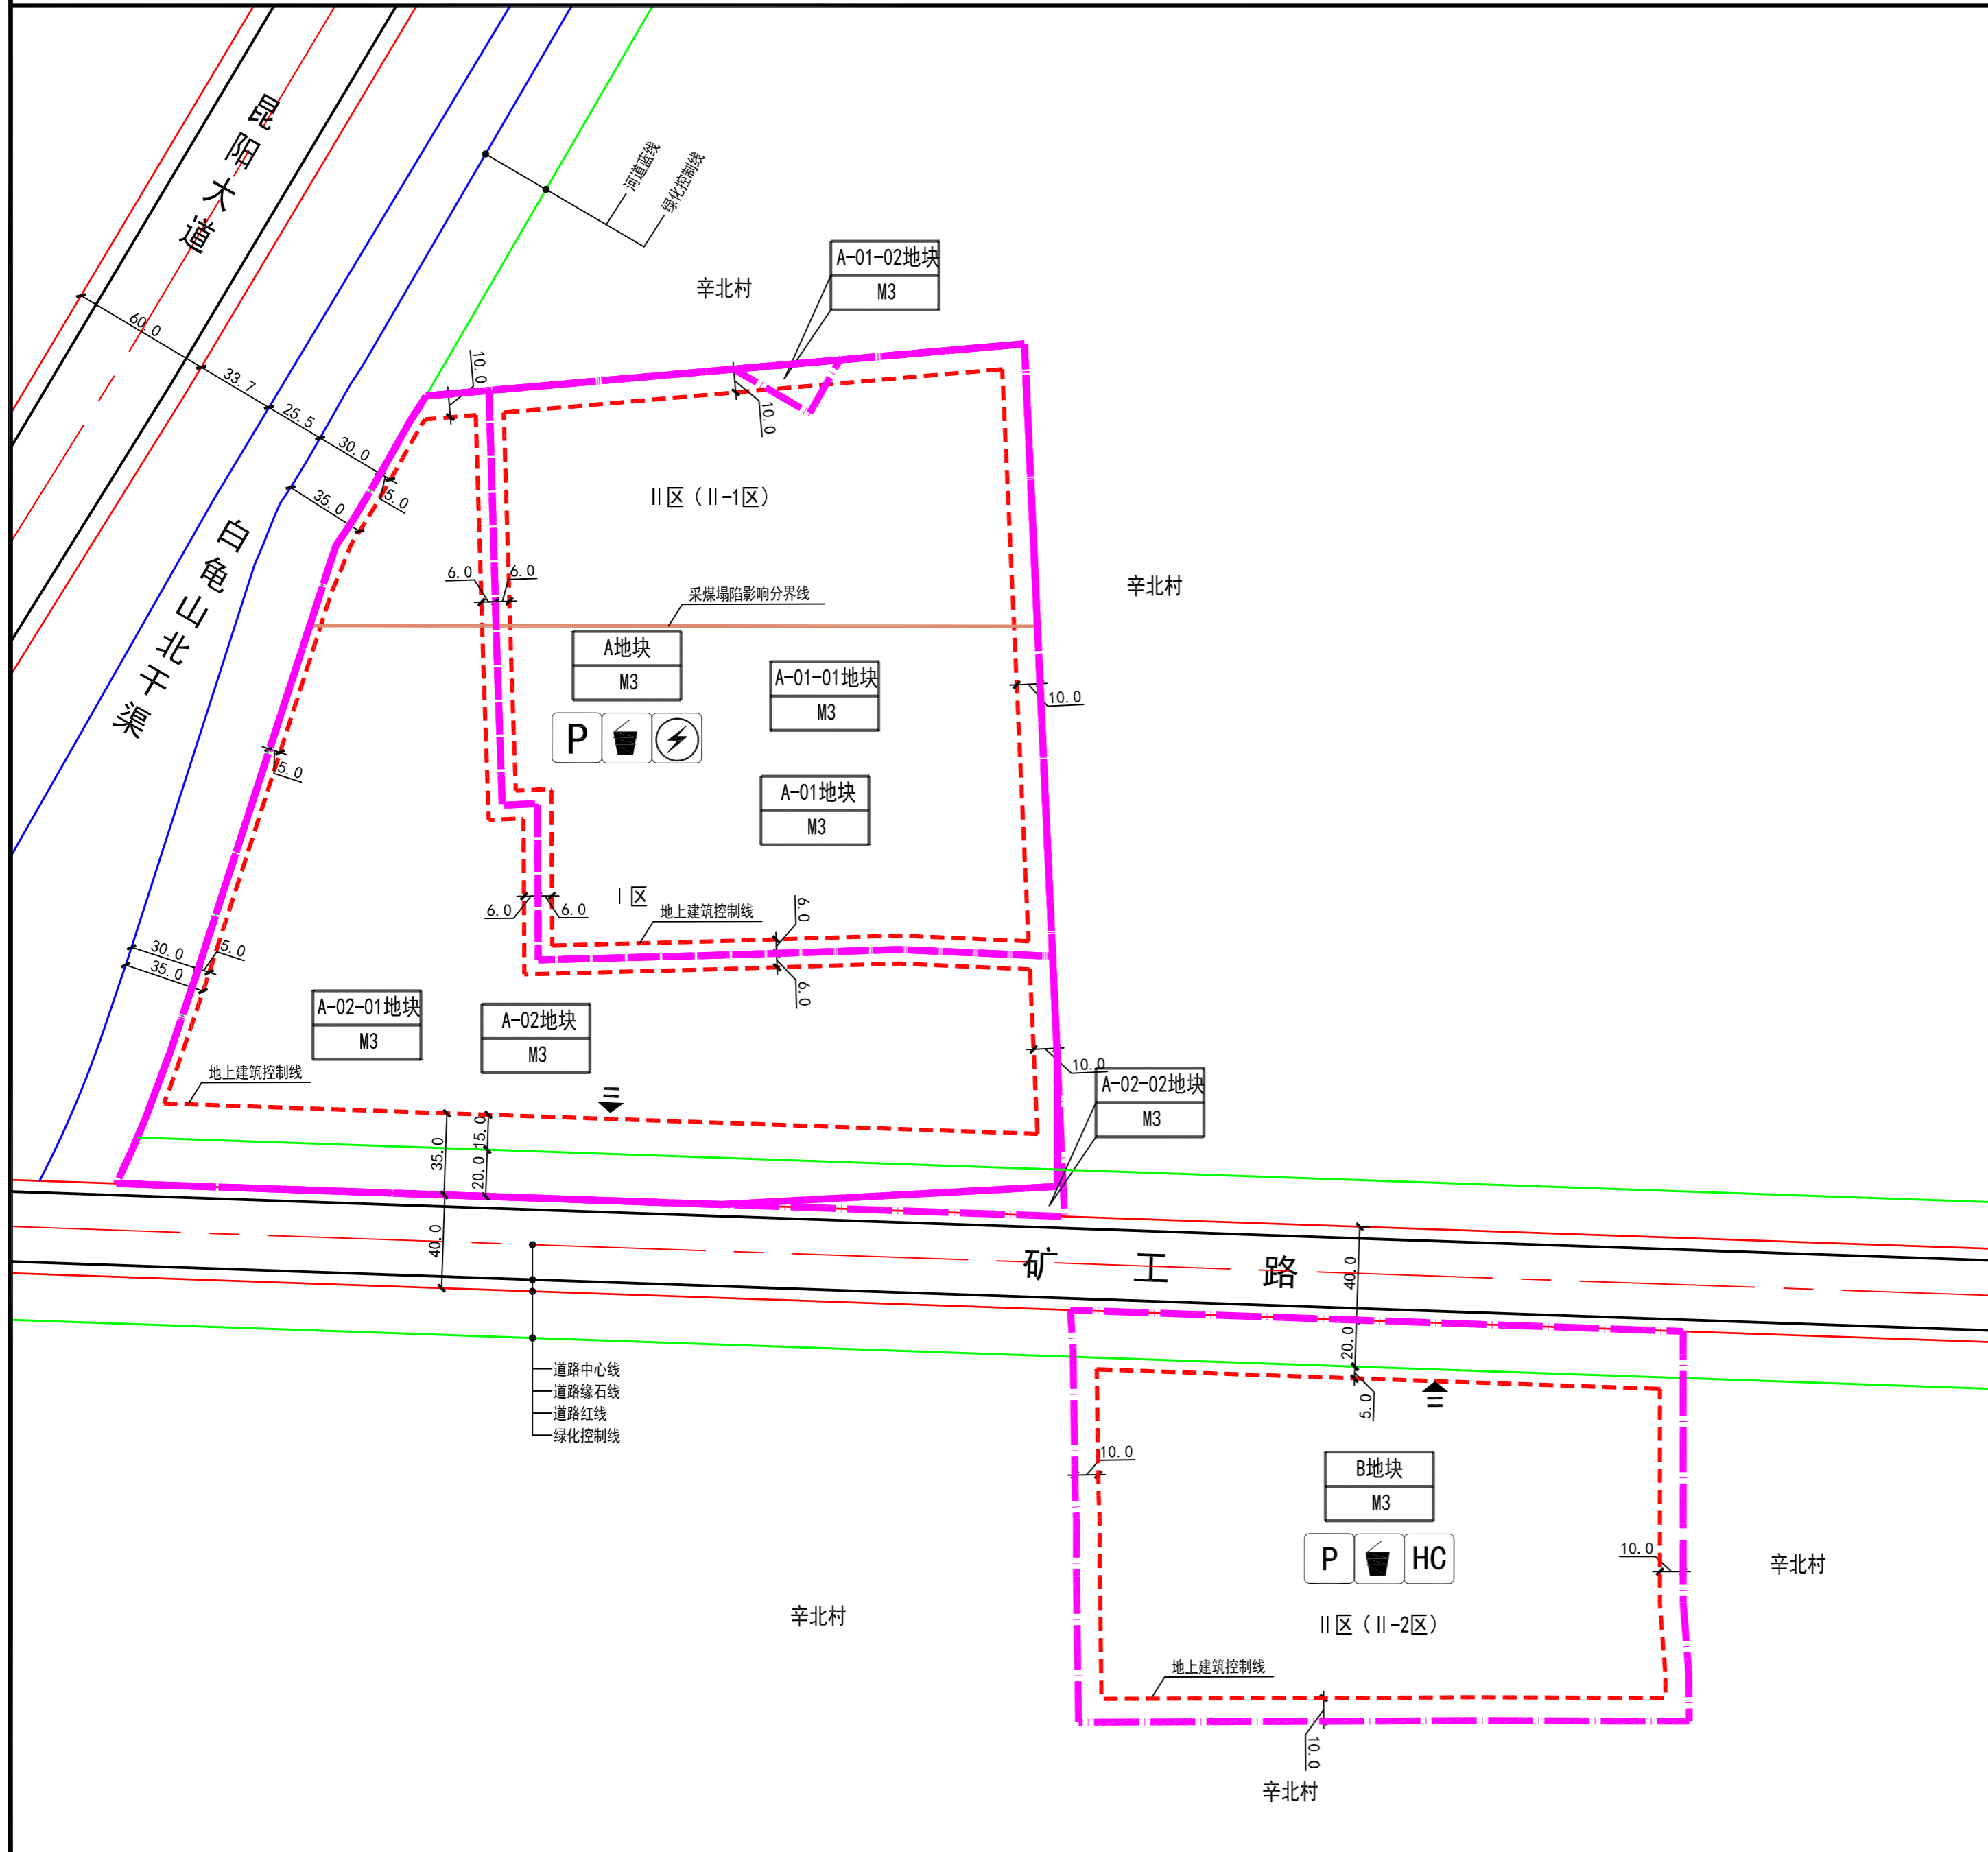 昆阳大道
河道蓝线
绿化控制线
辛北村
A-01-02地块
M3
60.0
33.7
25.5
30.0
35.0
5.0
10.0
10.0
II区（II-1区）
白龟山北干渠
6.0
6.0
采煤塌陷影响分界线
辛北村
A地块
M3
P
A-01-01地块
M3
10.0
5.0
A-01地块
M3
I区
6.0
6.0
地上建筑控制线
6.0
6.0
30.0
5.0
35.0
A-02-01地块
M3
A-02地块
M3
10.0
A-02-02地块
M3
地上建筑控制线
35.0
15.0
20.0
40.0
矿工路
40.0
20.0
5.0
道路中心线
道路缘石线
道路红线
绿化控制线
10.0
B地块
M3
P
HC
10.0
辛北村
辛北村
II区（II-2区）
地上建筑控制线
10.0
辛北村